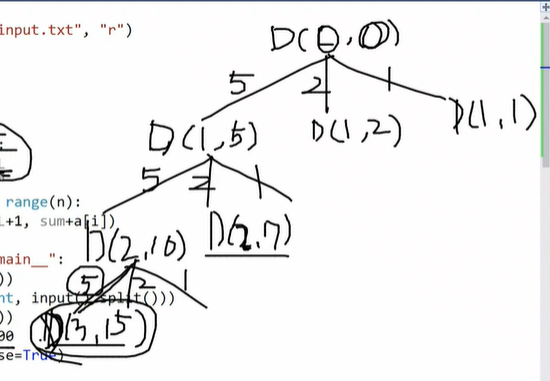 input.txt", "r")
D(0,0)
5 2 1
D(1,5) D(1,2) D(1,1)
5 2 1
range(n):
+1, sum+a[i])
D(2,10) D(2,7)
main__":
))
5 2 1
nt, input().split()))
))
D(3,15)
00
se=True)